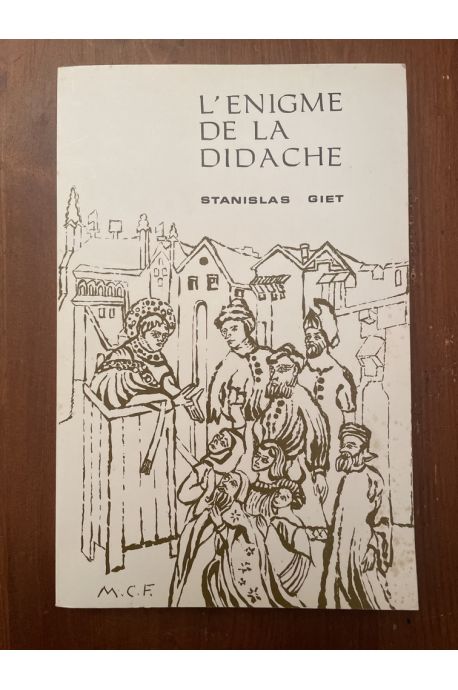 L'ENIGME
DE LA
DIDACHE
STANISLAS GIET
M.C.F.